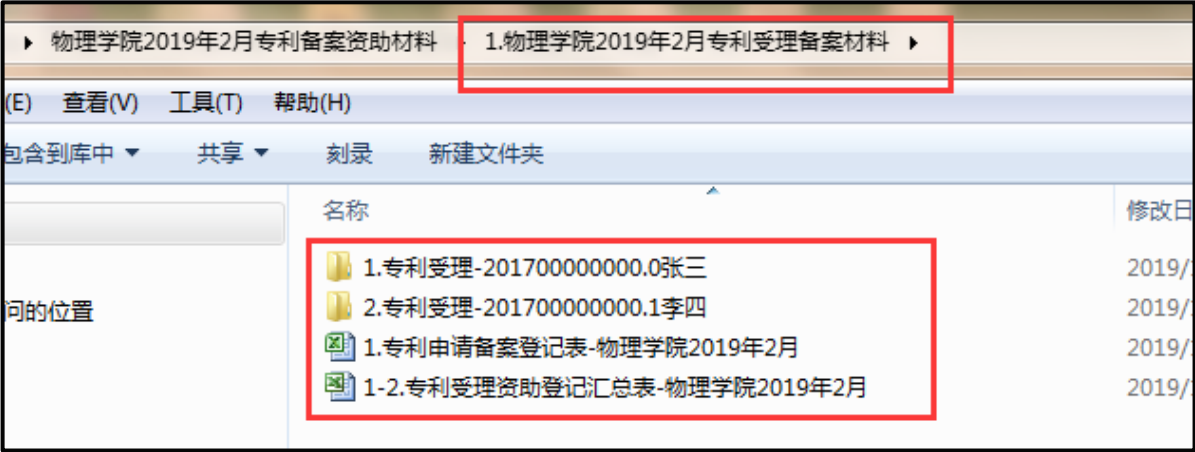 物理学院2019年2月专利备案资助材料 1.物理学院2019年2月专利受理备案材料
(E) 查看(V) 工具(T) 帮助(H)
包含到库中 共享 刻录 新建文件夹
名称 修改日
1.专利受理-201700000000.0张三 2019/
2.专利受理-201700000000.1李四 2019/
问的位置
1.专利申请备案登记表-物理学院2019年2月 2019/
1-2.专利受理资助登记汇总表-物理学院2019年2月 2019/